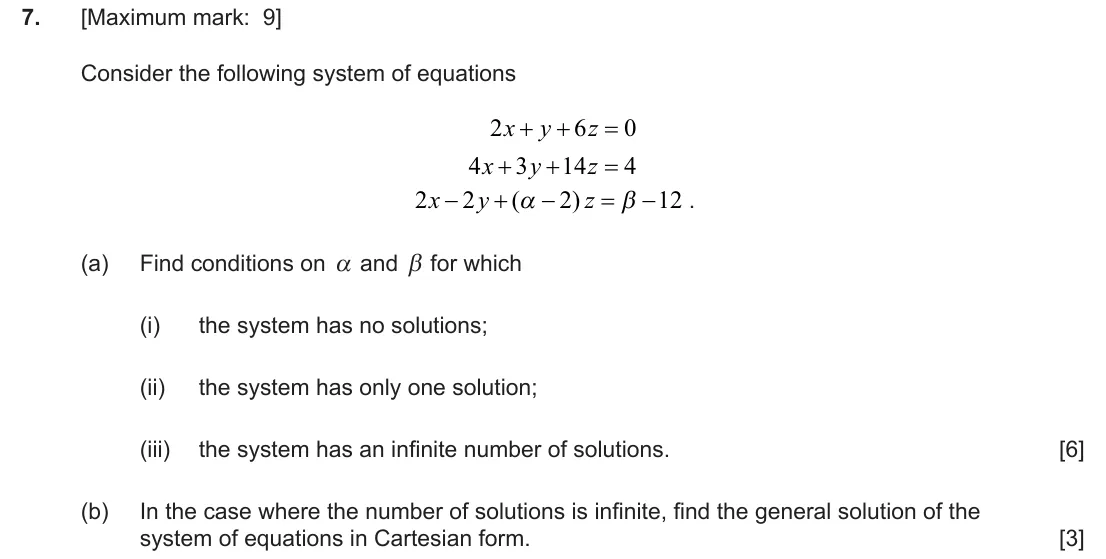 7. [Maximum mark: 9]
Consider the following system of equations
2x + y + 6z = 0
4x + 3y + 14z = 4
2x − 2y + (α − 2)z = β − 12 .
(a) Find conditions on α and β for which
(i) the system has no solutions;
(ii) the system has only one solution;
(iii) the system has an infinite number of solutions. [6]
(b) In the case where the number of solutions is infinite, find the general solution of the
system of equations in Cartesian form. [3]